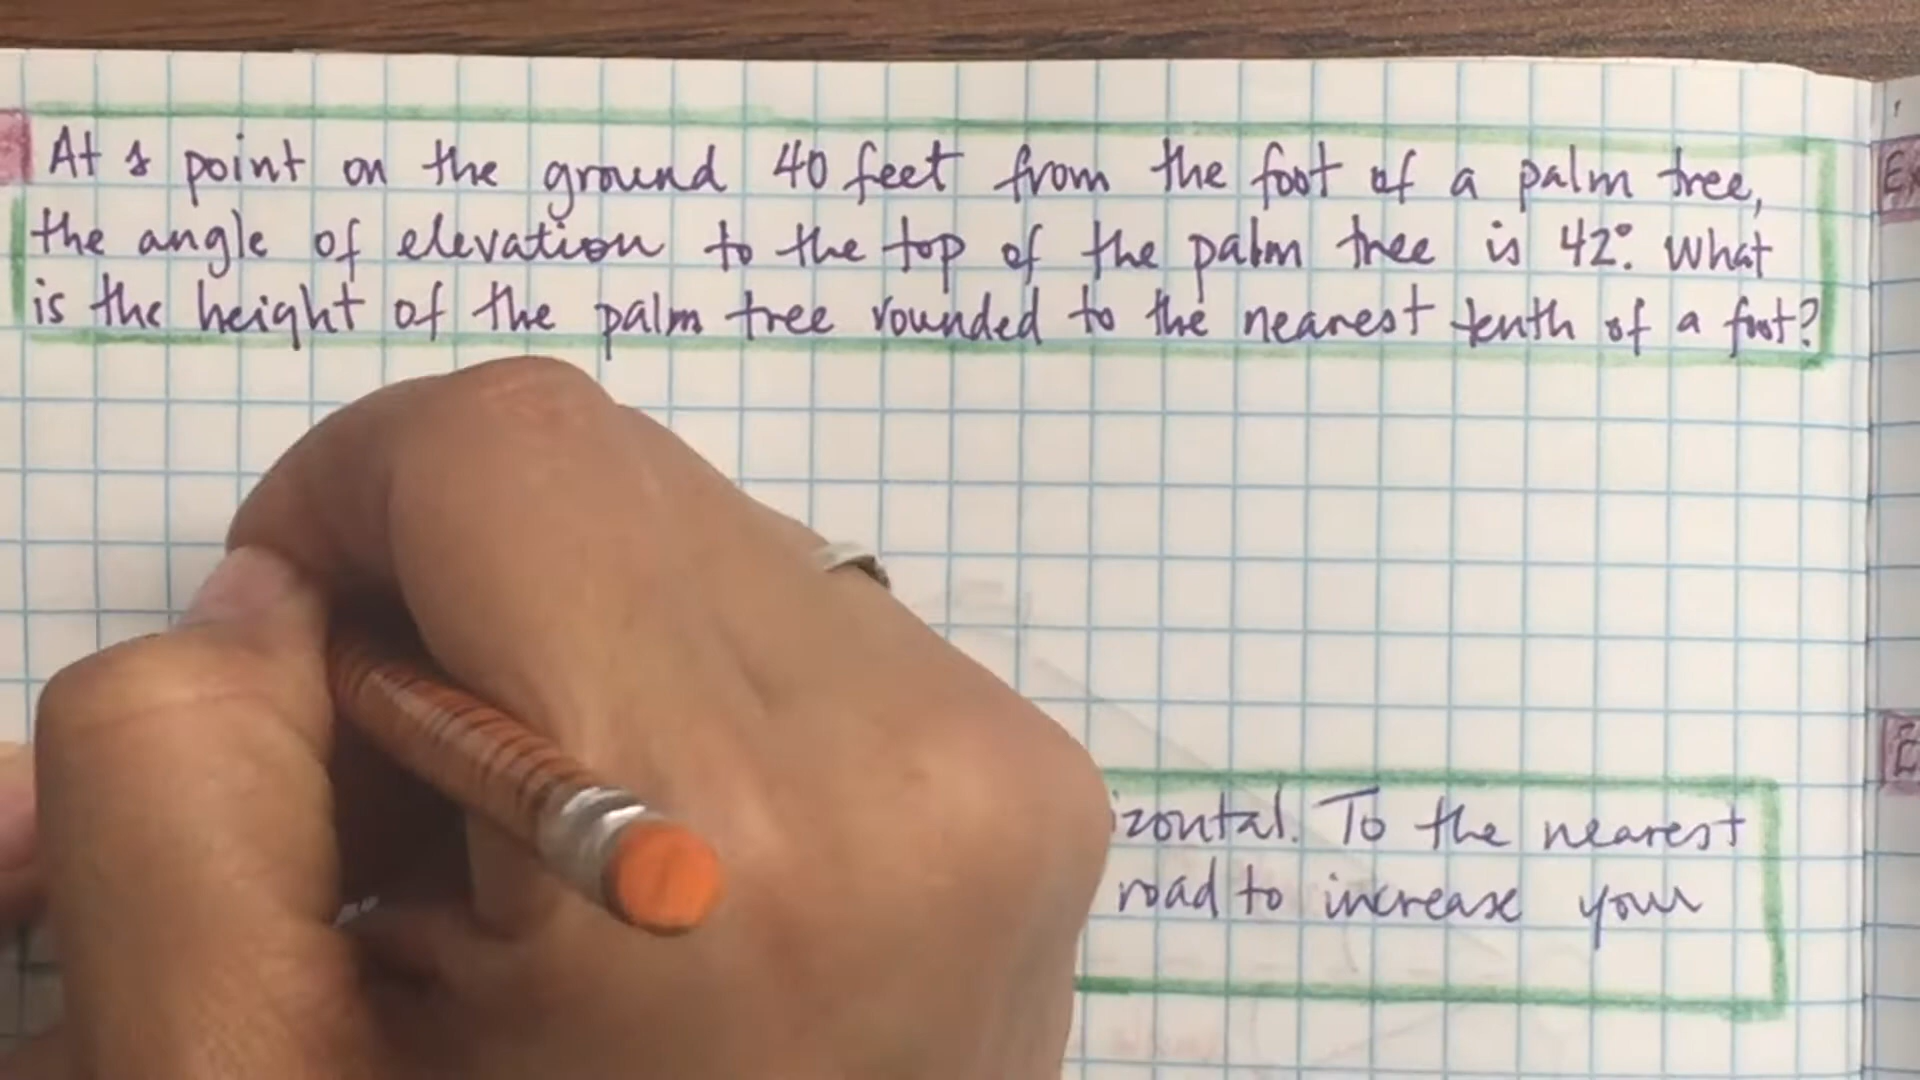 At a point on the ground 40 feet from the foot of a palm tree,
the angle of elevation to the top of the palm tree is 42°. What
is the height of the palm tree rounded to the nearest tenth of a foot?
izontal. To the nearest
road to increase your